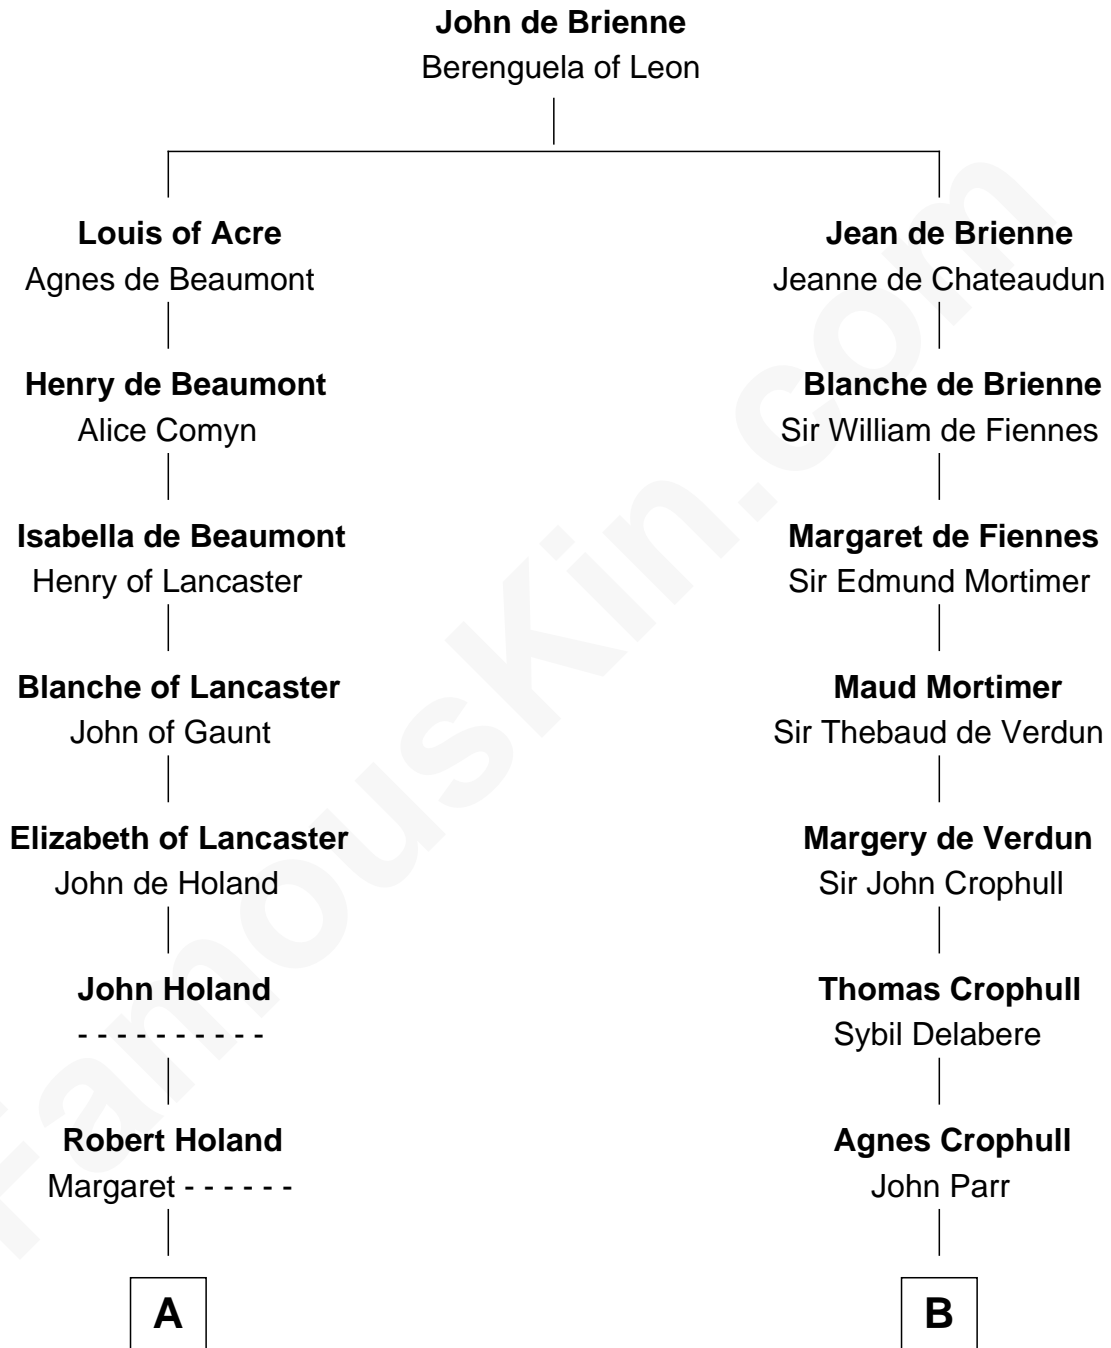 John de Brienne
Berenguela of Leon
Louis of Acre
Agnes de Beaumont
Jean de Brienne
Jeanne de Chateaudun
Henry de Beaumont
Alice Comyn
Blanche de Brienne
Sir William de Fiennes
Isabella de Beaumont
Henry of Lancaster
Margaret de Fiennes
Sir Edmund Mortimer
Blanche of Lancaster
John of Gaunt
Maud Mortimer
Sir Thebaud de Verdun
Elizabeth of Lancaster
John de Holand
Margery de Verdun
Sir John Crophull
John Holand
- - - - - - - - - -
Thomas Crophull
Sybil Delabere
Robert Holand
Margaret - - - - - -
Agnes Crophull
John Parr
A
B
FamousKin.com